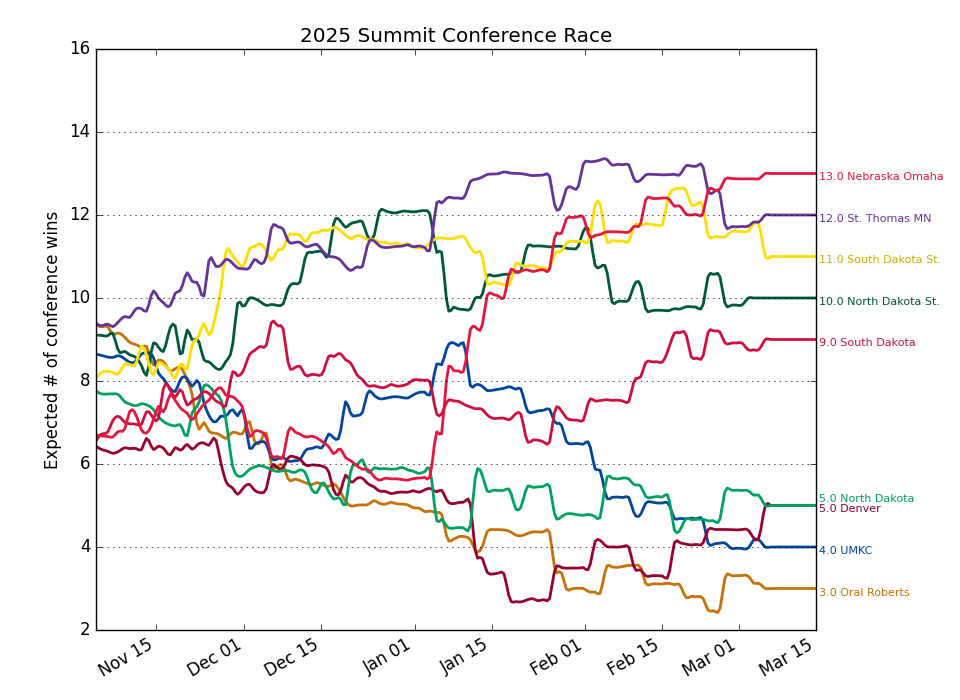 2025 Summit Conference Race
Expected # of conference wins
16
14
12
10
8
6
4
2
13.0 Nebraska Omaha
12.0 St. Thomas MN
11.0 South Dakota St.
10.0 North Dakota St.
9.0 South Dakota
5.0 North Dakota
5.0 Denver
4.0 UMKC
3.0 Oral Roberts
Nov 15
Dec 01
Dec 15
Jan 01
Jan 15
Feb 01
Feb 15
Mar 01
Mar 15